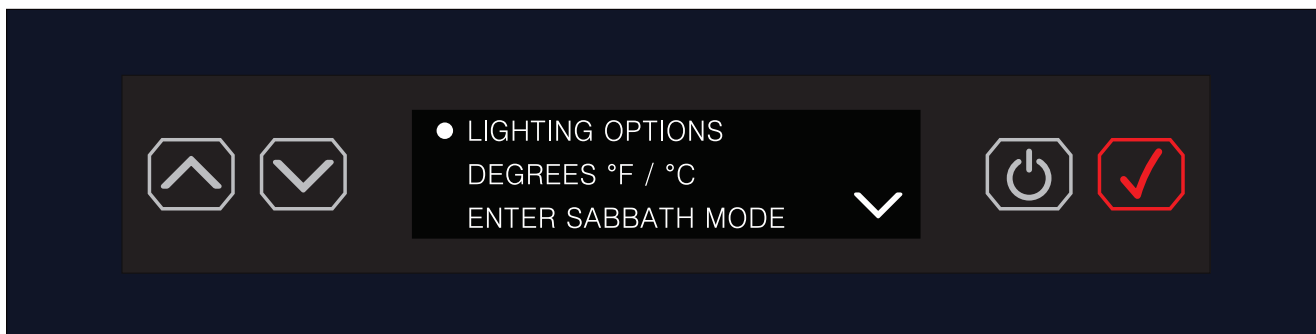 LIGHTING OPTIONS
DEGREES °F / °C
ENTER SABBATH MODE